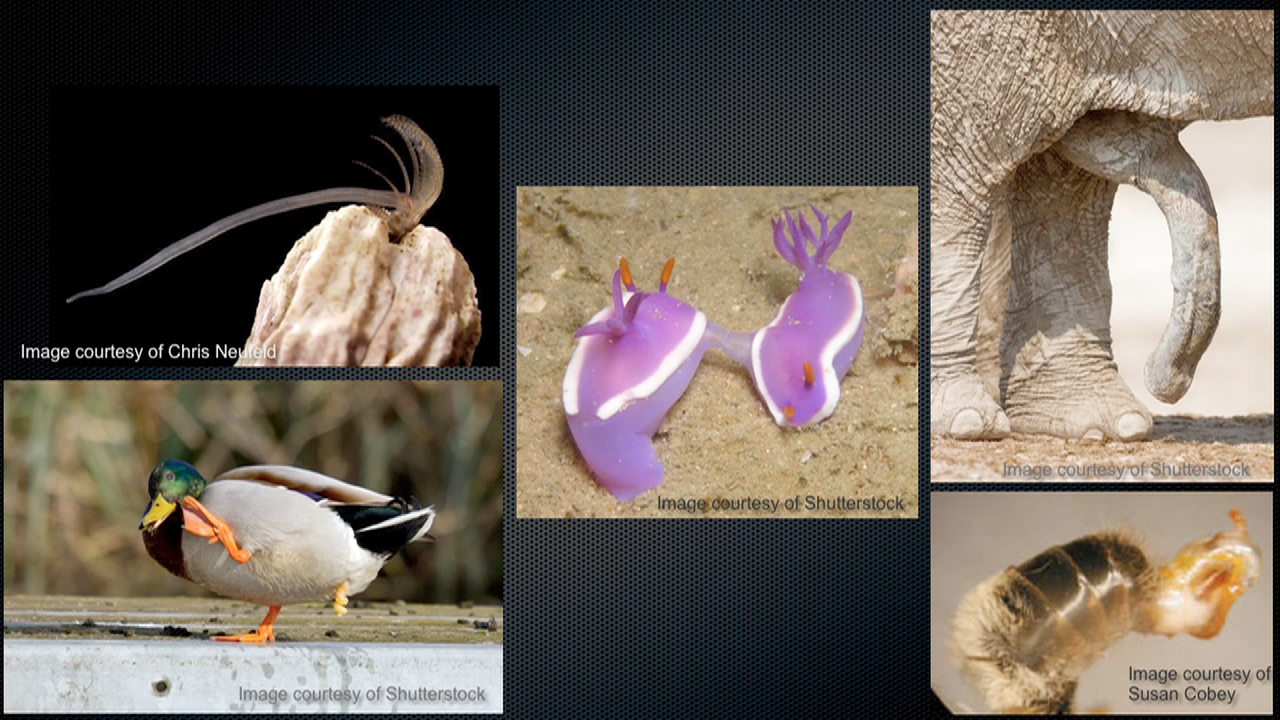 Image courtesy of Chris Neufeld
Image courtesy of Shutterstock
Image courtesy of Shutterstock
Image courtesy of Shutterstock
Image courtesy of
Susan Cobey